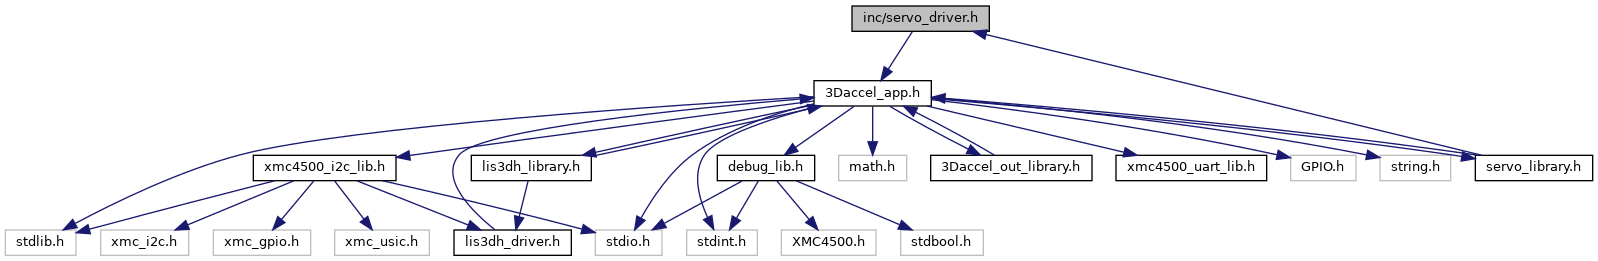 inc/servo_driver.h
3Daccel_app.h
xmc4500_i2c_lib.h
lis3dh_library.h
debug_lib.h
math.h
3Daccel_out_library.h
xmc4500_uart_lib.h
GPIO.h
string.h
servo_library.h
stdlib.h
xmc_i2c.h
xmc_gpio.h
xmc_usic.h
lis3dh_driver.h
stdio.h
stdint.h
XMC4500.h
stdbool.h